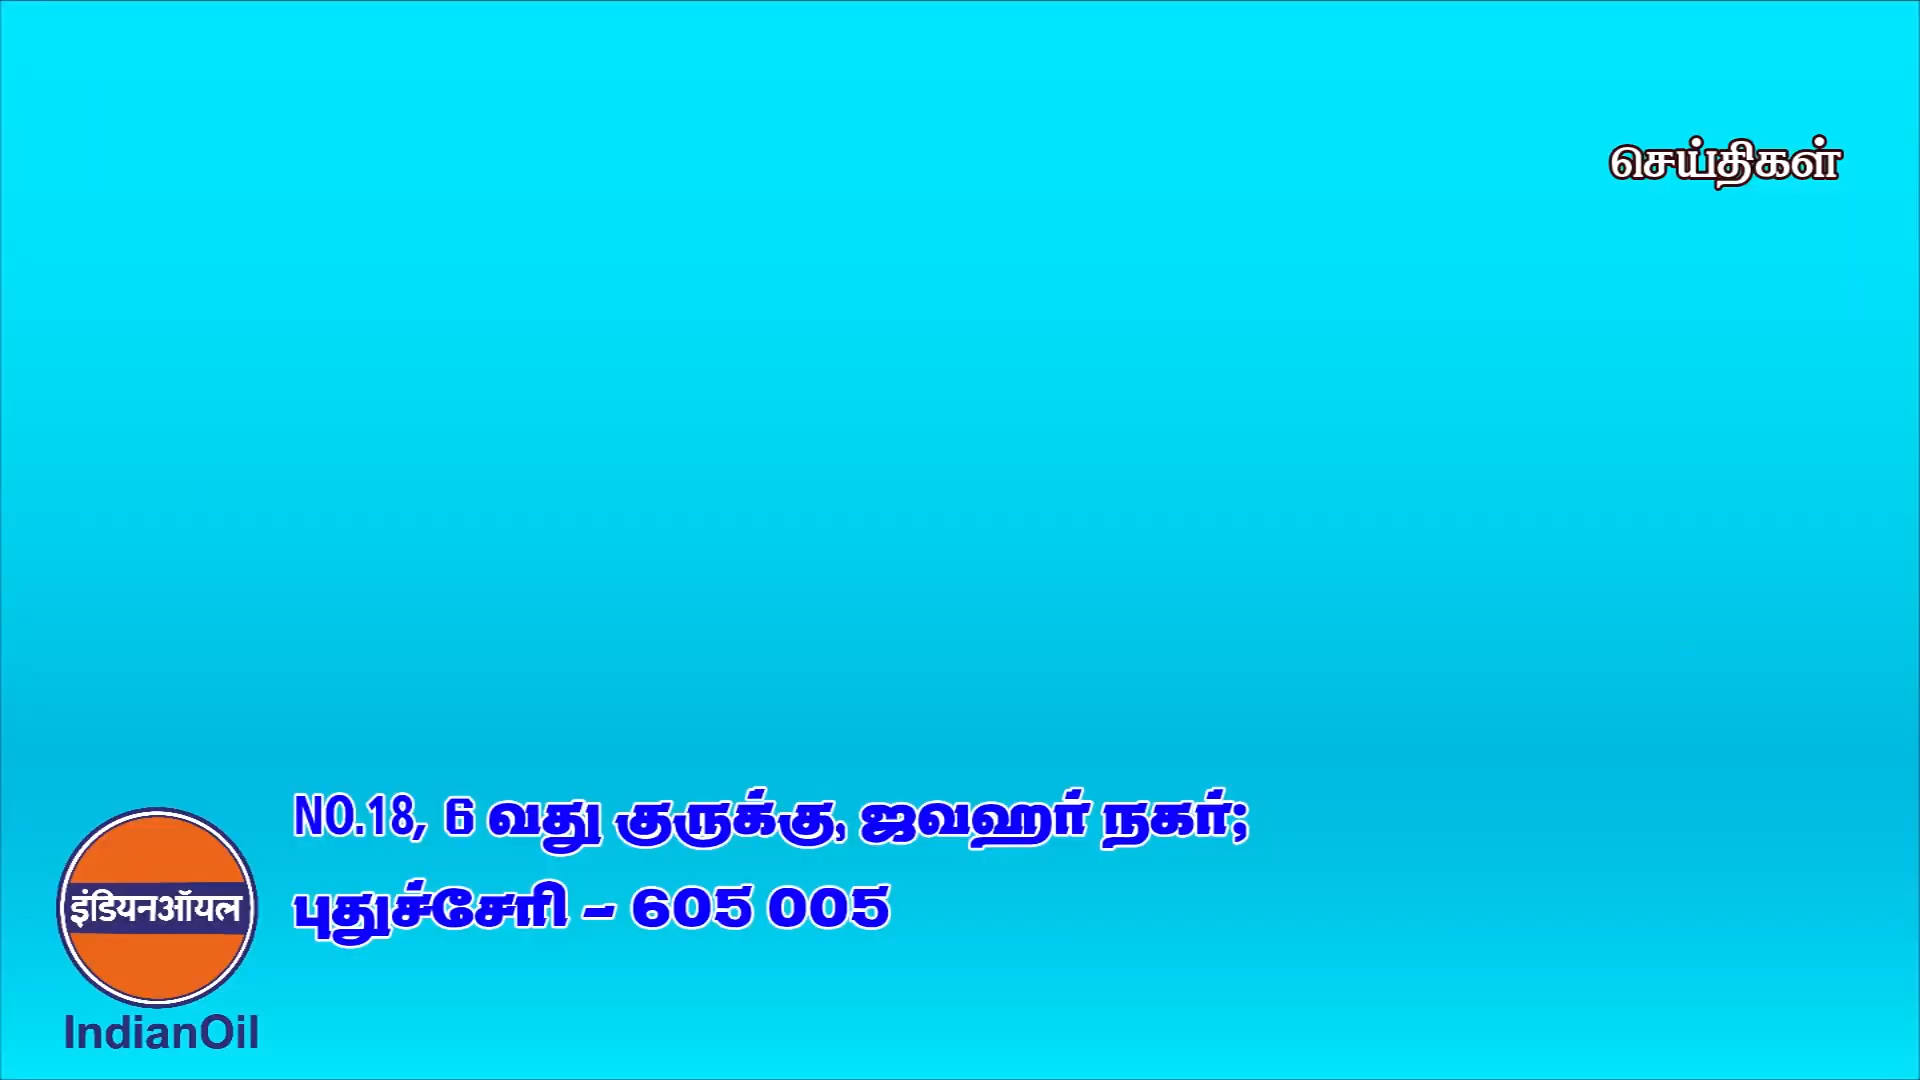 செய்திகள்
NO.18, 6 வது குருக்கு, ஜவஹர் நகர்;
புதுச்சேரி – 605 005
इंडियनऑयल
IndianOil